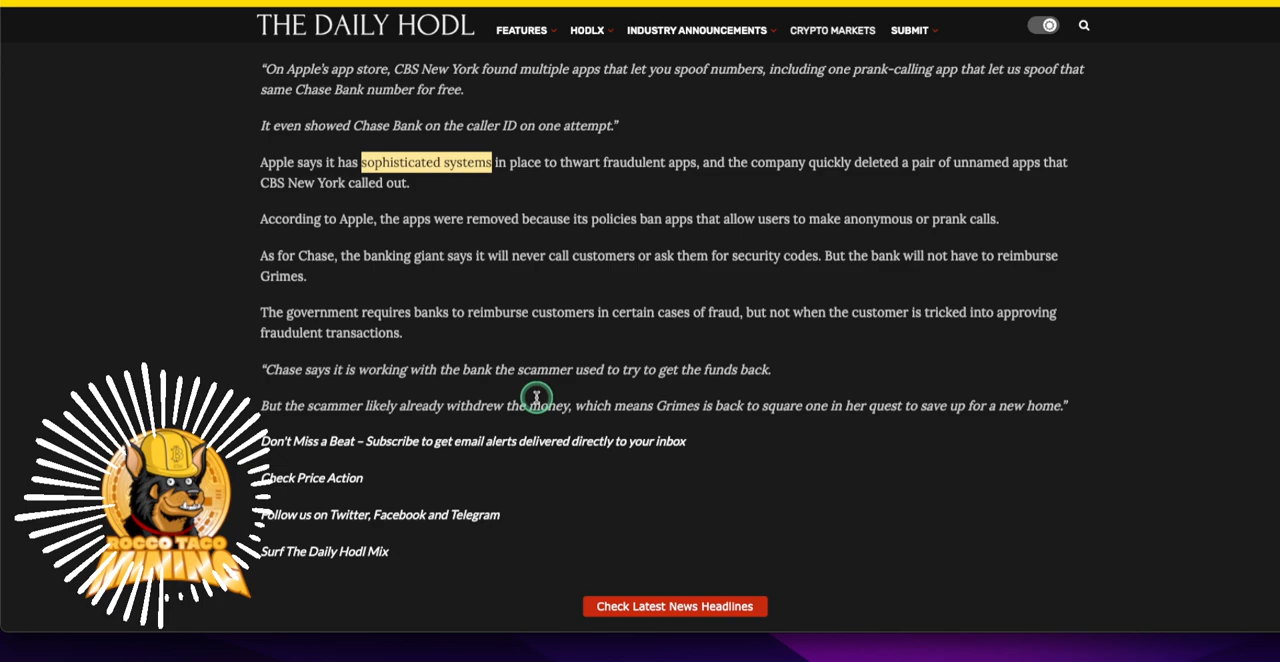 THE DAILY HODL
FEATURES HODLX INDUSTRY ANNOUNCEMENTS CRYPTO MARKETS SUBMIT
“On Apple’s app store, CBS New York found multiple apps that let you spoof numbers, including one prank-calling app that let us spoof that
same Chase Bank number for free.
It even showed Chase Bank on the caller ID on one attempt.”
Apple says it has sophisticated systems in place to thwart fraudulent apps, and the company quickly deleted a pair of unnamed apps that
CBS New York called out.
According to Apple, the apps were removed because its policies ban apps that allow users to make anonymous or prank calls.
As for Chase, the banking giant says it will never call customers or ask them for security codes. But the bank will not have to reimburse
Grimes.
The government requires banks to reimburse customers in certain cases of fraud, but not when the customer is tricked into approving
fraudulent transactions.
“Chase says it is working with the bank the scammer used to try to get the funds back.
But the scammer likely already withdrew the money, which means Grimes is back to square one in her quest to save up for a new home.”
Don't Miss a Beat – Subscribe to get email alerts delivered directly to your inbox
Check Price Action
Follow us on Twitter, Facebook and Telegram
Surf The Daily Hodl Mix
ROCCO TACO
MINING
Check Latest News Headlines